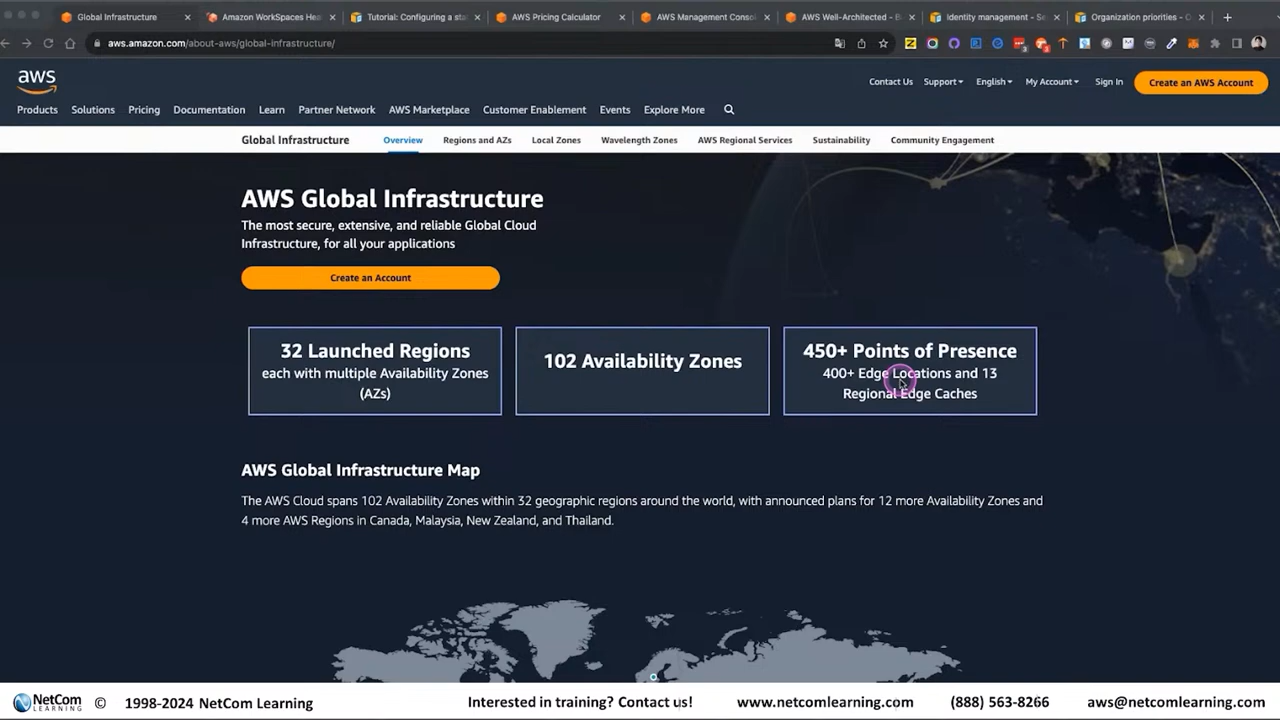 Global Infrastructure
Amazon WorkSpaces Hea
Tutorial: Configuring a sta
AWS Pricing Calculator
AWS Management Conso
AWS Well-Architected - B
Identity management - Se
Organization priorities - O
aws.amazon.com/about-aws/global-infrastructure/
aws
Contact Us Support English My Account Sign In Create an AWS Account
Products Solutions Pricing Documentation Learn Partner Network AWS Marketplace Customer Enablement Events Explore More
Global Infrastructure Overview Regions and AZs Local Zones Wavelength Zones AWS Regional Services Sustainability Community Engagement
AWS Global Infrastructure
The most secure, extensive, and reliable Global Cloud
Infrastructure, for all your applications
Create an Account
32 Launched Regions
each with multiple Availability Zones
(AZs)
102 Availability Zones
450+ Points of Presence
400+ Edge Locations and 13
Regional Edge Caches
AWS Global Infrastructure Map
The AWS Cloud spans 102 Availability Zones within 32 geographic regions around the world, with announced plans for 12 more Availability Zones and
4 more AWS Regions in Canada, Malaysia, New Zealand, and Thailand.
NetCom
LEARNING
© 1998-2024 NetCom Learning Interested in training? Contact us! www.netcomlearning.com (888) 563-8266 aws@netcomlearning.com